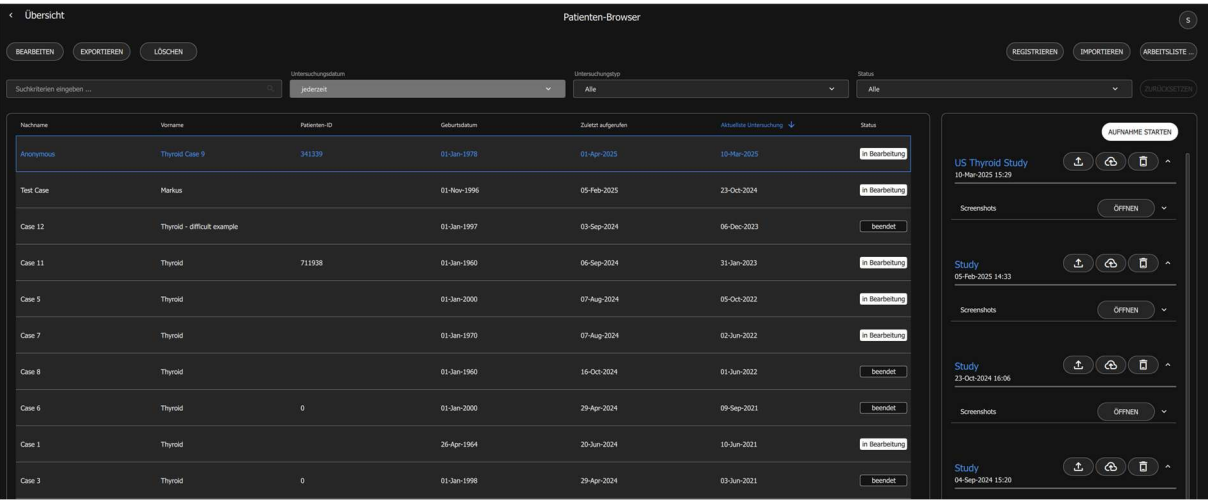 Übersicht
Patienten-Browser
S
BEARBEITEN EXPORTIEREN LÖSCHEN
REGISTRIEREN IMPORTIEREN ARBEITSLISTE ...
Untersuchungsdatum Untersuchungstyp Status
Suchkriterien eingeben ... jederzeit Alle Alle ZURÜCKSETZEN
Nachname Vorname Patienten-ID Geburtsdatum Zuletzt aufgerufen Aktuellste Untersuchung Status
Anonymous Thyroid Case 9 341339 01-Jan-1978 01-Apr-2025 10-Mar-2025 in Bearbeitung
Test Case Markus 01-Nov-1996 05-Feb-2025 23-Oct-2024 in Bearbeitung
Case 12 Thyroid - difficult example 01-Jan-1997 03-Sep-2024 06-Dec-2023 beendet
Case 11 Thyroid 711938 01-Jan-1960 06-Sep-2024 31-Jan-2023 in Bearbeitung
Case 5 Thyroid 01-Jan-2000 07-Aug-2024 05-Oct-2022 in Bearbeitung
Case 7 Thyroid 01-Jan-1970 07-Aug-2024 02-Jun-2022 in Bearbeitung
Case 8 Thyroid 01-Jan-1960 16-Oct-2024 01-Jun-2022 beendet
Case 6 Thyroid 0 01-Jan-2000 29-Apr-2024 09-Sep-2021 beendet
Case 1 Thyroid 26-Apr-1964 20-Jun-2024 10-Jun-2021 in Bearbeitung
Case 3 Thyroid 0 01-Jan-1998 29-Apr-2024 03-Jun-2021 beendet
AUFNAHME STARTEN
US Thyroid Study
10-Mar-2025 15:29
Screenshots ÖFFNEN
Study
05-Feb-2025 14:33
Screenshots ÖFFNEN
Study
23-Oct-2024 16:06
Screenshots ÖFFNEN
Study
04-Sep-2024 15:20